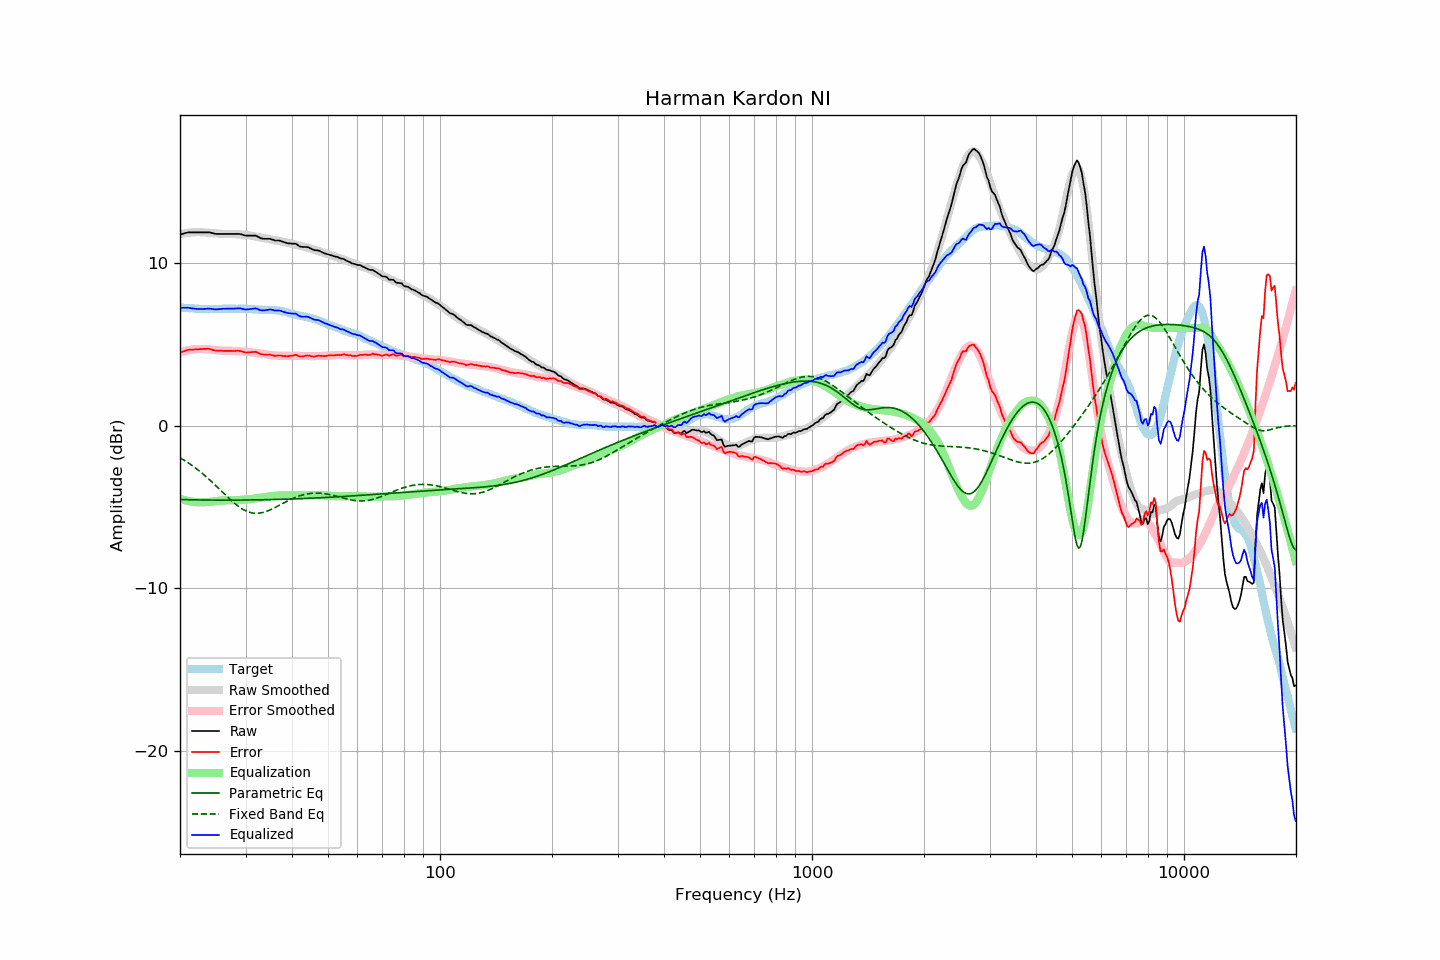 Harman Kardon NI
10
0
−10
−20
Amplitude (dBr)
100
1000
10000
Frequency (Hz)
Target
Raw Smoothed
Error Smoothed
Raw
Error
Equalization
Parametric Eq
Fixed Band Eq
Equalized